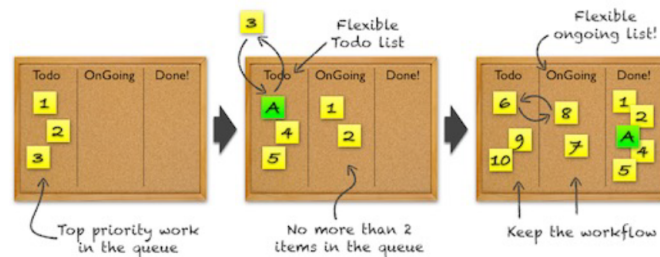 3
Flexible
Todo list
Flexible
ongoing list!
Todo OnGoing Done!
1
2
3
Todo OnGoing Done!
A
4
5
1
2
Todo OnGoing Done!
6
9
10
8
7
1
2
A
4
5
Top priority work
in the queue
No more than 2
items in the queue
Keep the workflow